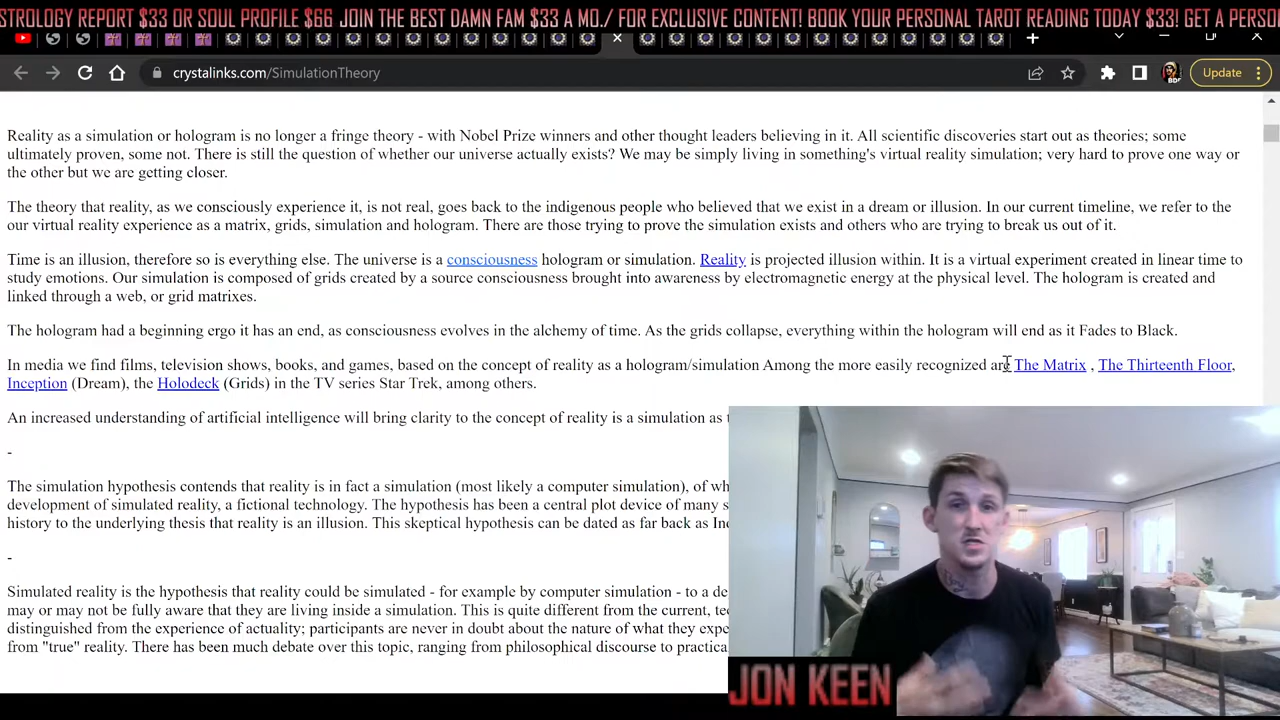 STROLOGY REPORT $33 OR SOUL PROFILE $66 JOIN THE BEST DAMN FAM $33 A MO./ FOR EXCLUSIVE CONTENT! BOOK YOUR PERSONAL TAROT READING TODAY $33! GET A PERSO
crystalinks.com/SimulationTheory
Update
Reality as a simulation or hologram is no longer a fringe theory - with Nobel Prize winners and other thought leaders believing in it. All scientific discoveries start out as theories; some
ultimately proven, some not. There is still the question of whether our universe actually exists? We may be simply living in something's virtual reality simulation; very hard to prove one way or
the other but we are getting closer.
The theory that reality, as we consciously experience it, is not real, goes back to the indigenous people who believed that we exist in a dream or illusion. In our current timeline, we refer to the
our virtual reality experience as a matrix, grids, simulation and hologram. There are those trying to prove the simulation exists and others who are trying to break us out of it.
Time is an illusion, therefore so is everything else. The universe is a consciousness hologram or simulation. Reality is projected illusion within. It is a virtual experiment created in linear time to
study emotions. Our simulation is composed of grids created by a source consciousness brought into awareness by electromagnetic energy at the physical level. The hologram is created and
linked through a web, or grid matrixes.
The hologram had a beginning ergo it has an end, as consciousness evolves in the alchemy of time. As the grids collapse, everything within the hologram will end as it Fades to Black.
In media we find films, television shows, books, and games, based on the concept of reality as a hologram/simulation Among the more easily recognized are The Matrix , The Thirteenth Floor,
Inception (Dream), the Holodeck (Grids) in the TV series Star Trek, among others.
An increased understanding of artificial intelligence will bring clarity to the concept of reality is a simulation as
-
The simulation hypothesis contends that reality is in fact a simulation (most likely a computer simulation), of
development of simulated reality, a fictional technology. The hypothesis has been a central plot device of many
history to the underlying thesis that reality is an illusion. This skeptical hypothesis can be dated as far back as
-
Simulated reality is the hypothesis that reality could be simulated - for example by computer simulation - to a
may or may not be fully aware that they are living inside a simulation. This is quite different from the current,
distinguished from the experience of actuality; participants are never in doubt about the nature of what they
from "true" reality. There has been much debate over this topic, ranging from philosophical discourse to
JON KEEN